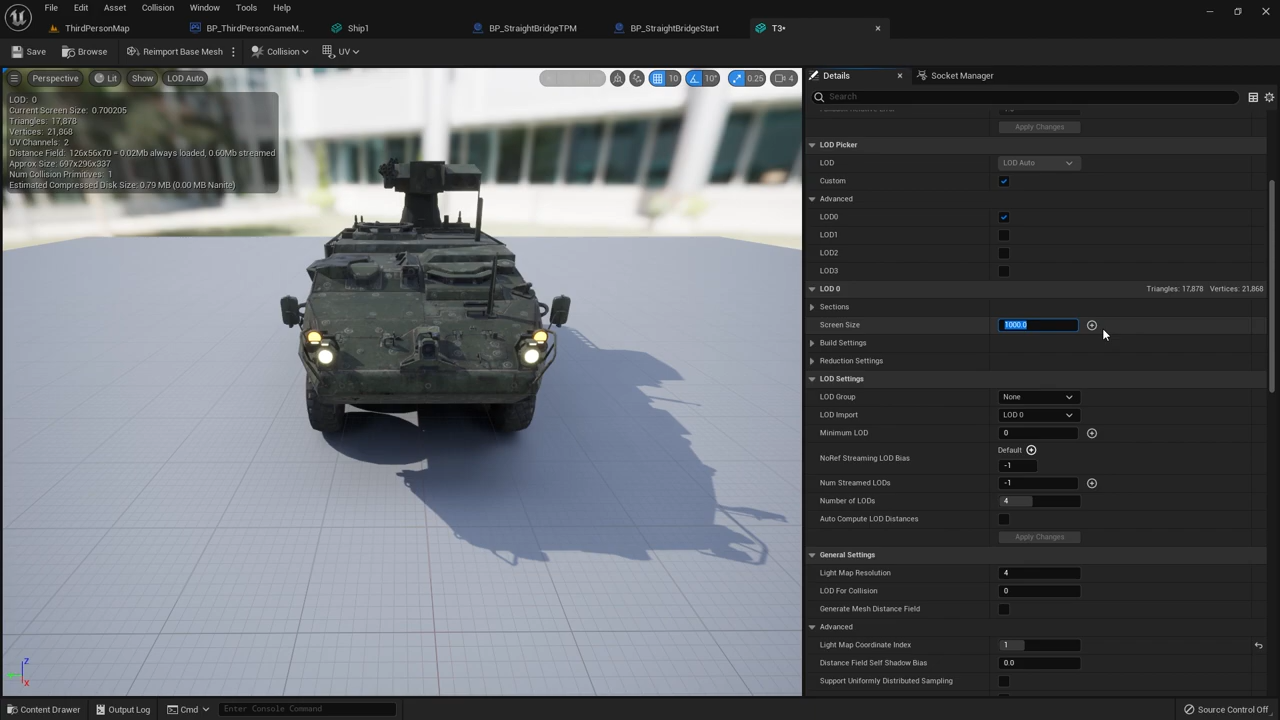 File Edit Asset Collision Window Tools Help
ThirdPersonMap BP_ThirdPersonGameM... Ship1 BP_StraightBridgeTPM BP_StraightBridgeStart T3*
Save Browse Reimport Base Mesh Collision UV
Perspective Lit Show LOD Auto 10 10° 0.25 4
LOD: 0
Current Screen Size: 0.700205
Triangles: 17,878
Vertices: 21,868
UV Channels: 2
Distance Field: 126x56x70 = 0.02Mb always loaded, 0.60Mb streamed
Approx Size: 697x296x337
Num Collision Primitives: 1
Estimated Compressed Disk Size: 0.79 MB (0.00 MB Nanite)
Z
X
Details Socket Manager
Search
Apply Changes
LOD Picker
LOD LOD Auto
Custom
Advanced
LOD0
LOD1
LOD2
LOD3
LOD 0 Triangles: 17,878 Vertices: 21,868
Sections
Screen Size 1000.0
Build Settings
Reduction Settings
LOD Settings
LOD Group None
LOD Import LOD 0
Minimum LOD 0
Default
NoRef Streaming LOD Bias
-1
Num Streamed LODs -1
Number of LODs 4
Auto Compute LOD Distances
Apply Changes
General Settings
Light Map Resolution 4
LOD For Collision 0
Generate Mesh Distance Field
Advanced
Light Map Coordinate Index 1
Distance Field Self Shadow Bias 0.0
Support Uniformly Distributed Sampling
Content Drawer Output Log Cmd Enter Console Command Source Control Off